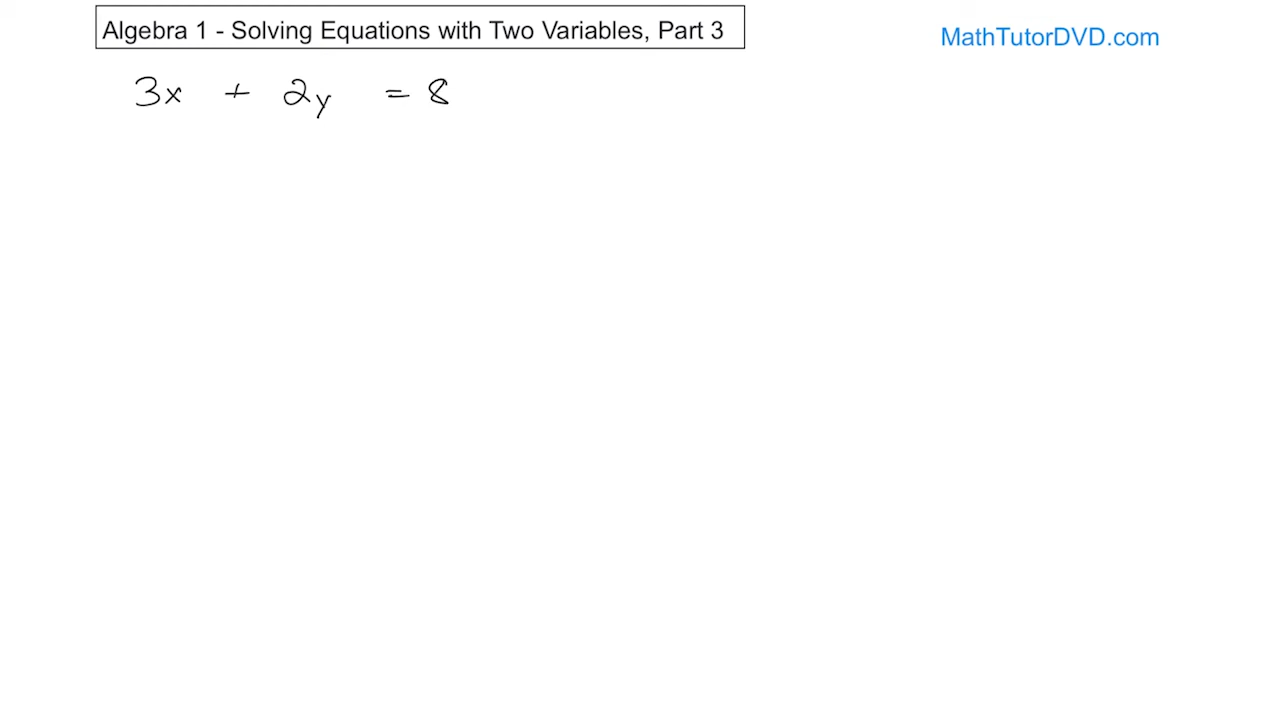 Algebra 1 - Solving Equations with Two Variables, Part 3
MathTutorDVD.com
3x + 2y = 8